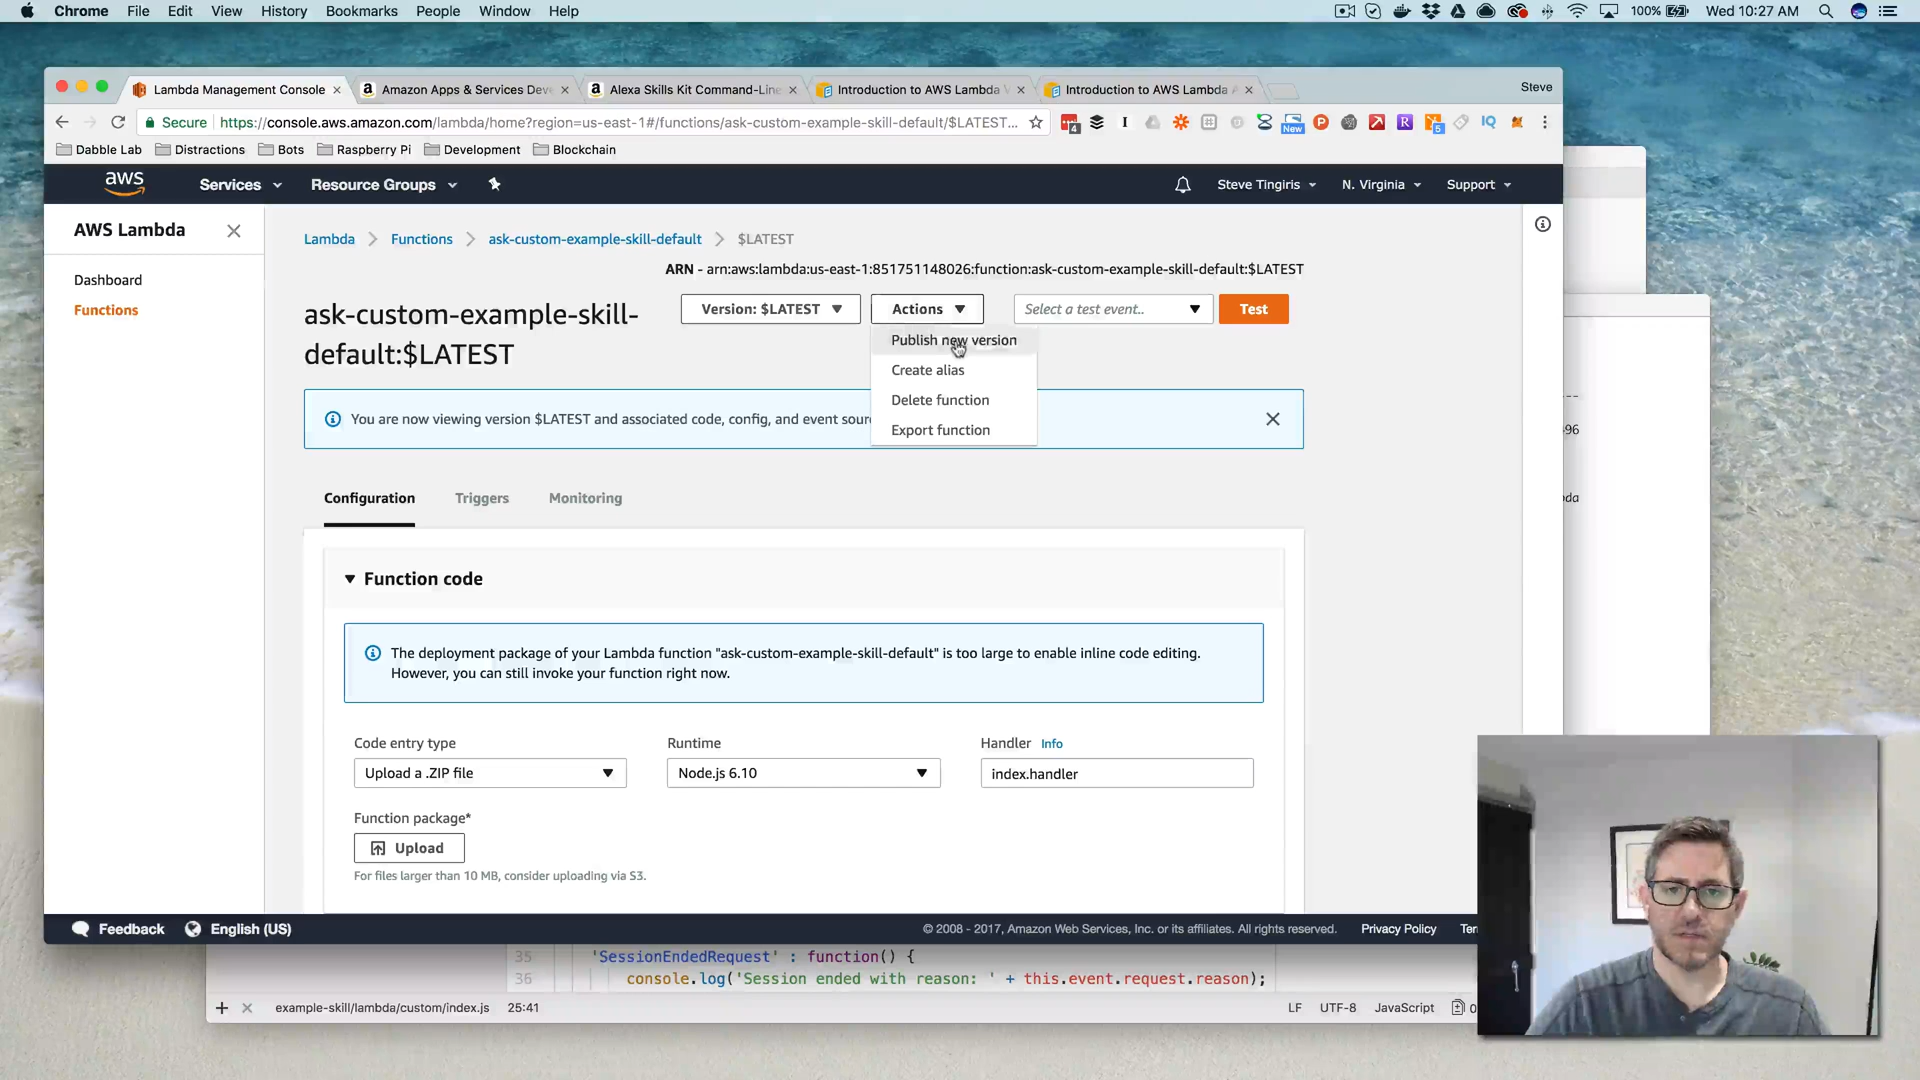 Chrome File Edit View History Bookmarks People Window Help
100% Wed 10:27 AM
Lambda Management Console
Amazon Apps & Services Deve
Alexa Skills Kit Command-Line
Introduction to AWS Lambda V
Introduction to AWS Lambda A
Steve
Secure https://console.aws.amazon.com/lambda/home?region=us-east-1#/functions/ask-custom-example-skill-default/$LATEST...
4 New 5 IQ
Dabble Lab Distractions Bots Raspberry Pi Development Blockchain
aws Services Resource Groups Steve Tingiris N. Virginia Support
AWS Lambda
Dashboard
Functions
Lambda Functions ask-custom-example-skill-default $LATEST
ARN - arn:aws:lambda:us-east-1:851751148026:function:ask-custom-example-skill-default:$LATEST
ask-custom-example-skill-
default:$LATEST
Version: $LATEST Actions Select a test event.. Test
Publish new version
Create alias
Delete function
Export function
You are now viewing version $LATEST and associated code, config, and event sour
Configuration Triggers Monitoring
Function code
The deployment package of your Lambda function "ask-custom-example-skill-default" is too large to enable inline code editing.
However, you can still invoke your function right now.
Code entry type Runtime Handler Info
Upload a .ZIP file Node.js 6.10 index.handler
Function package*
Upload
For files larger than 10 MB, consider uploading via S3.
Feedback English (US) © 2008 - 2017, Amazon Web Services, Inc. or its affiliates. All rights reserved. Privacy Policy Ter
35 'SessionEndedRequest' : function() {
36 console.log('Session ended with reason: ' + this.event.request.reason);
example-skill/lambda/custom/index.js 25:41 LF UTF-8 JavaScript 0